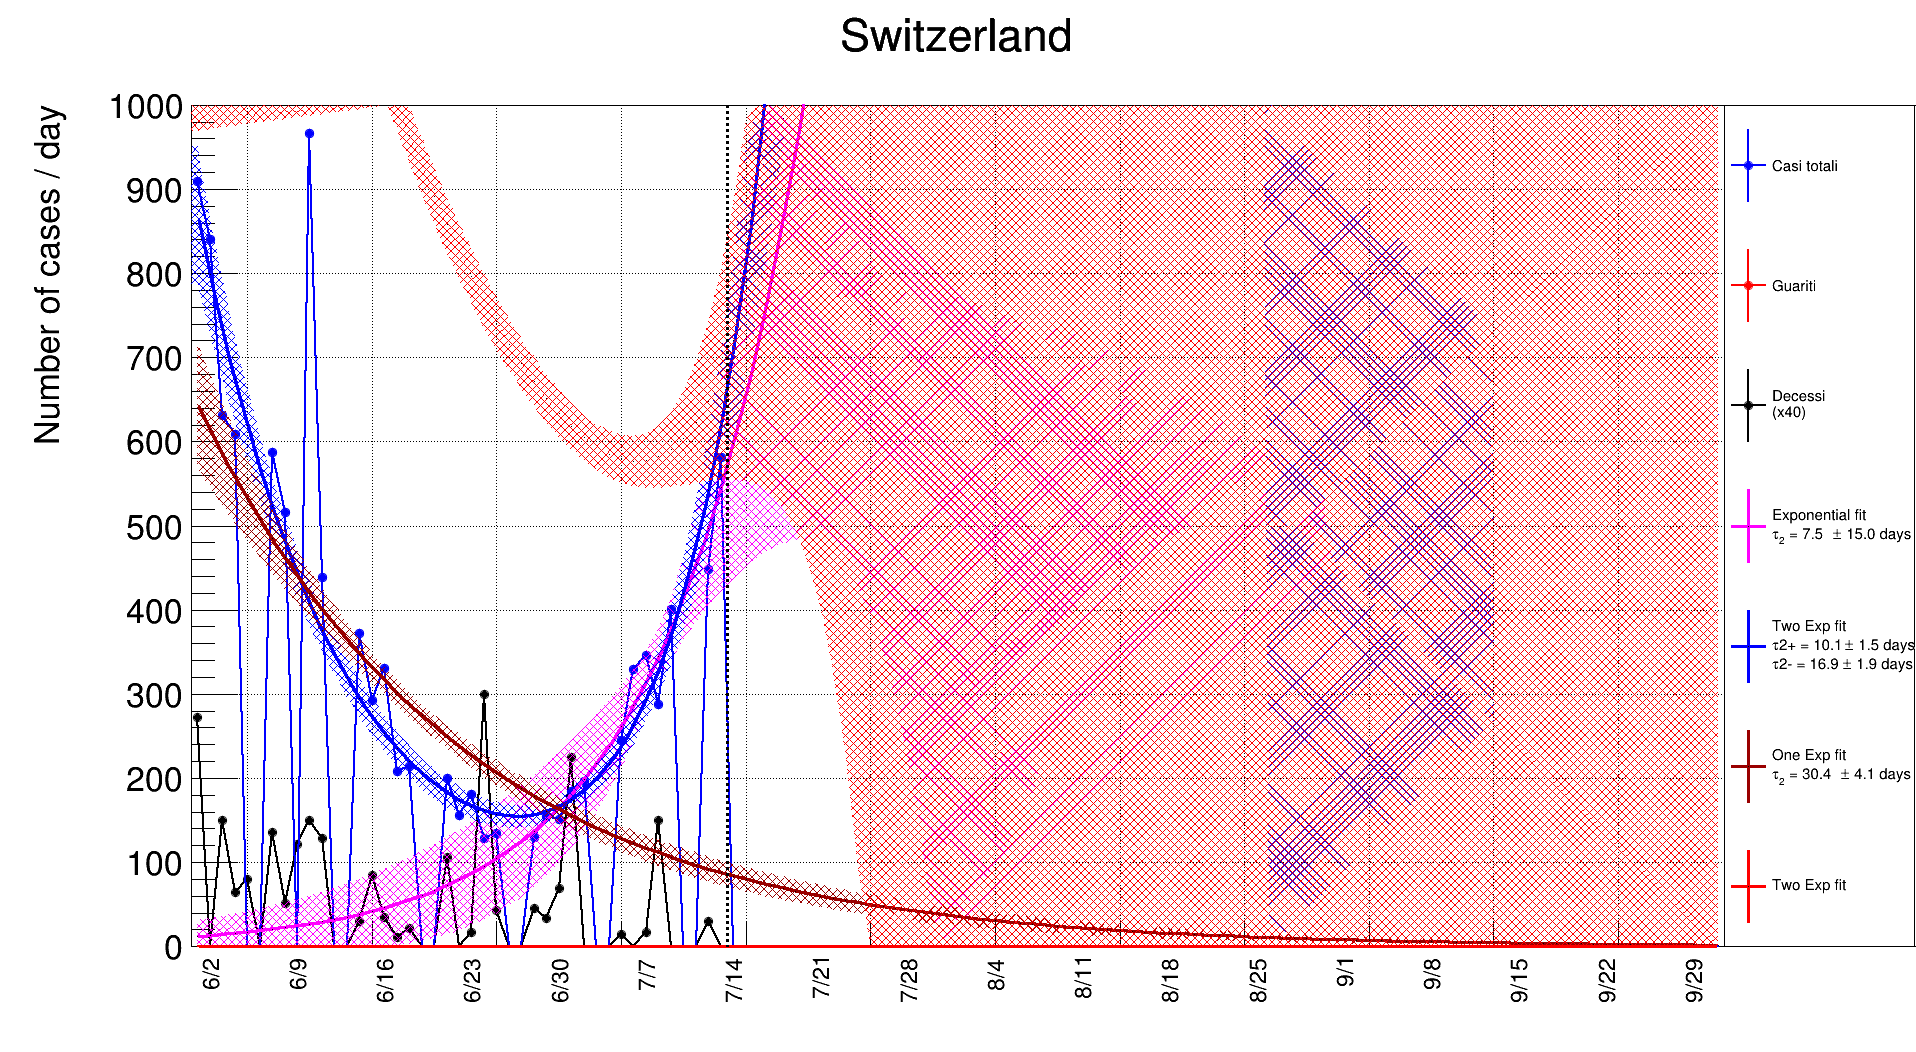 Switzerland
Number of cases / day
1000
900
800
700
600
500
400
300
200
100
0
6/2
6/9
6/16
6/23
6/30
7/7
7/14
7/21
7/28
8/4
8/11
8/18
8/25
9/1
9/8
9/15
9/22
9/29
Casi totali
Guariti
Decessi
(x40)
Exponential fit
τ2 = 7.5 ± 15.0 days
Two Exp fit
τ2+ = 10.1 ± 1.5 days
τ2- = 16.9 ± 1.9 days
One Exp fit
τ2 = 30.4 ± 4.1 days
Two Exp fit